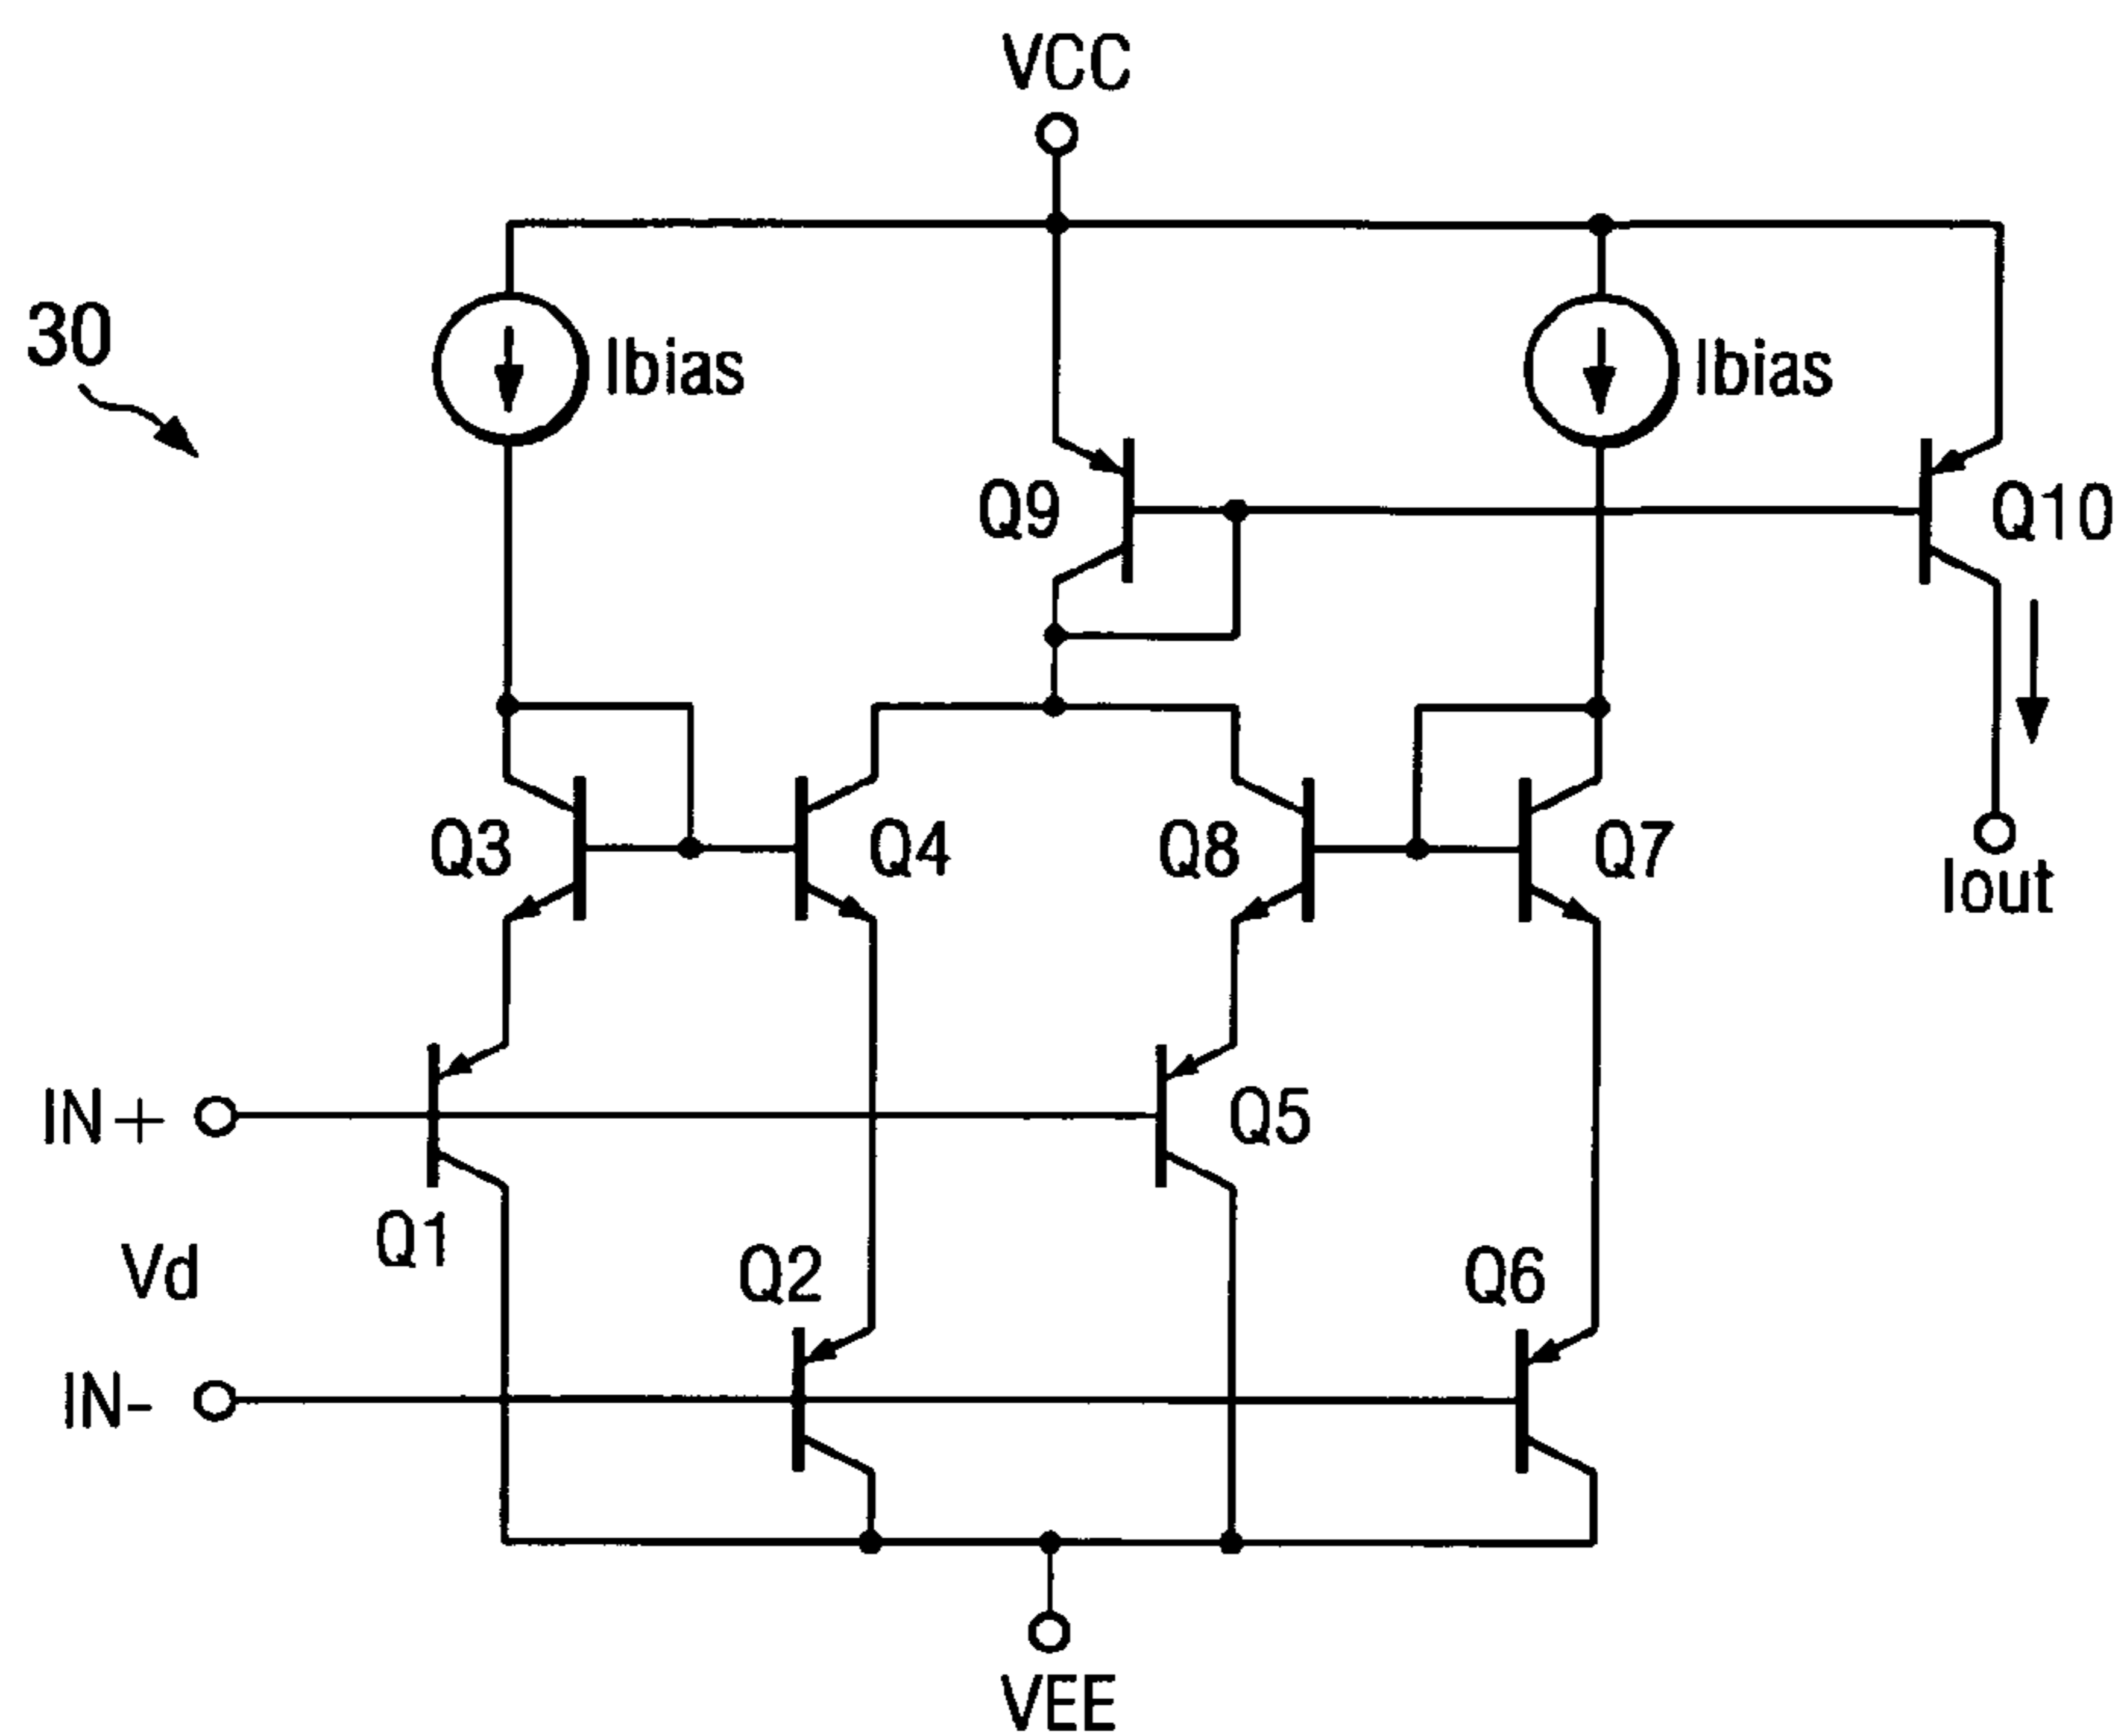 VCC
30
Ibias
Ibias
Q9
Q10
Q3
Q4
Q8
Q7
Iout
IN+
Q5
Q1
Vd
Q2
Q6
IN-
VEE